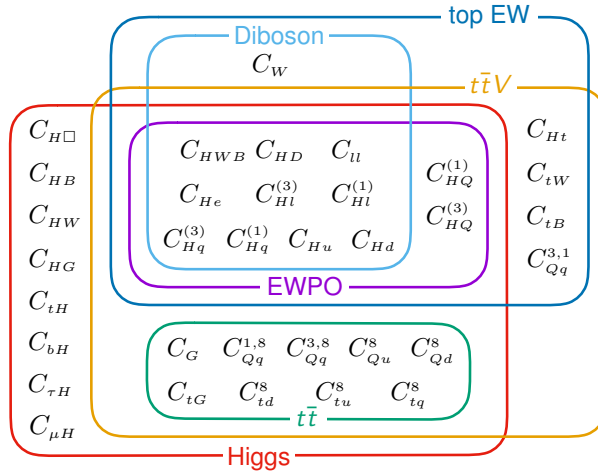 top EW
Diboson
C_W
tt̄V
C_{H□}
C_{HWB} C_{HD} C_{ll}
C_{Ht}
C_{HB}
C_{HQ}^{(1)}
C_{tW}
C_{He} C_{Hl}^{(3)} C_{Hl}^{(1)}
C_{HW}
C_{HQ}^{(3)}
C_{tB}
C_{Hq}^{(3)} C_{Hq}^{(1)} C_{Hu} C_{Hd}
C_{HG}
C_{Qq}^{3,1}
EWPO
C_{tH}
C_{bH}
C_G C_{Qq}^{1,8} C_{Qq}^{3,8} C_{Qu}^{8} C_{Qd}^{8}
C_{τH}
C_{tG} C_{td}^{8} C_{tu}^{8} C_{tq}^{8}
tt̄
C_{μH}
Higgs